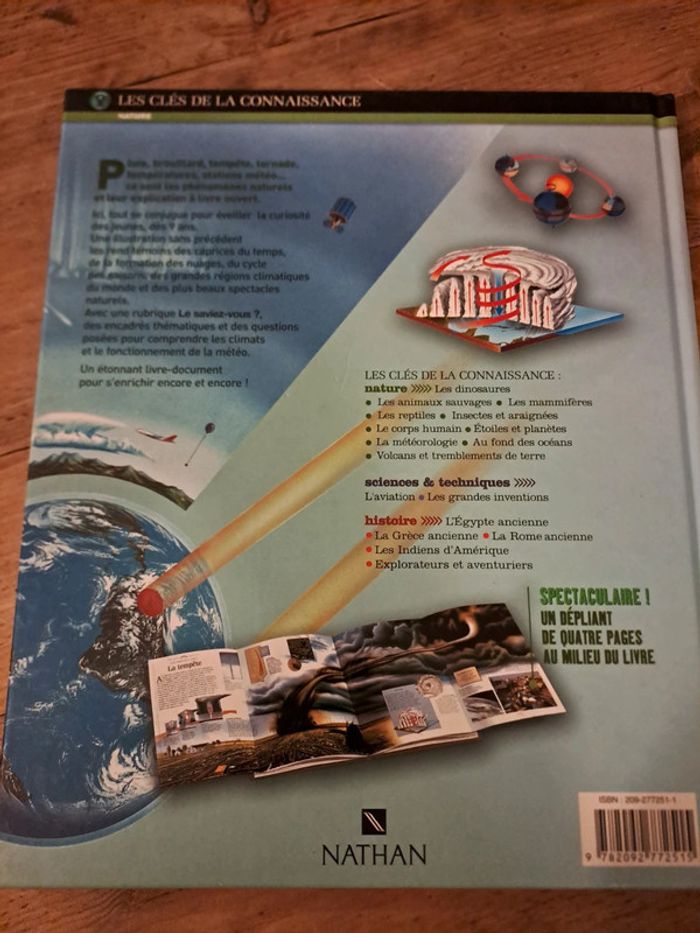 LES CLÉS DE LA CONNAISSANCE
NATURE
Pluie, brouillard, tempête, tornade,
températures, stations météo...
ce sont les phénomènes naturels
et leur explication à livre ouvert.
Ici, tout se conjugue pour éveiller la curiosité
des jeunes, dès 9 ans.
Une illustration sans précédent
les rend témoins des caprices du temps,
de la formation des nuages, du cycle
des saisons, des grandes régions climatiques
du monde et des plus beaux spectacles
naturels.
Avec une rubrique Le saviez-vous ?,
des encadrés thématiques et des questions
posées pour comprendre les climats
et le fonctionnement de la météo.
Un étonnant livre-document
pour s'enrichir encore et encore !
LES CLÉS DE LA CONNAISSANCE :
nature >>>>> Les dinosaures
• Les animaux sauvages • Les mammifères
• Les reptiles • Insectes et araignées
• Le corps humain • Étoiles et planètes
• La météorologie • Au fond des océans
• Volcans et tremblements de terre
sciences & techniques >>>>>
L'aviation • Les grandes inventions
histoire >>>>> L'Égypte ancienne
• La Grèce ancienne • La Rome ancienne
• Les Indiens d'Amérique
• Explorateurs et aventuriers
SPECTACULAIRE !
UN DÉPLIANT
DE QUATRE PAGES
AU MILIEU DU LIVRE
La tempête
NATHAN
ISBN : 209-277251-1
9 782092 772515